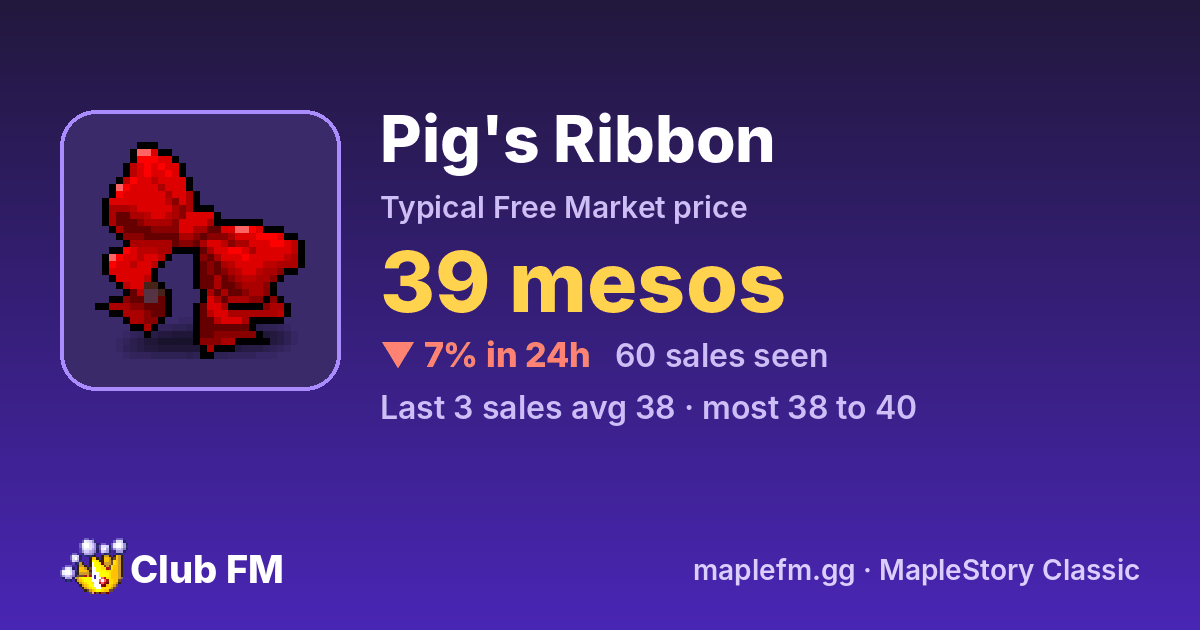 Pig's Ribbon
Typical Free Market price
39 mesos
▼ 7% in 24h 60 sales seen
Last 3 sales avg 38 · most 38 to 40
Club FM
maplefm.gg · MapleStory Classic